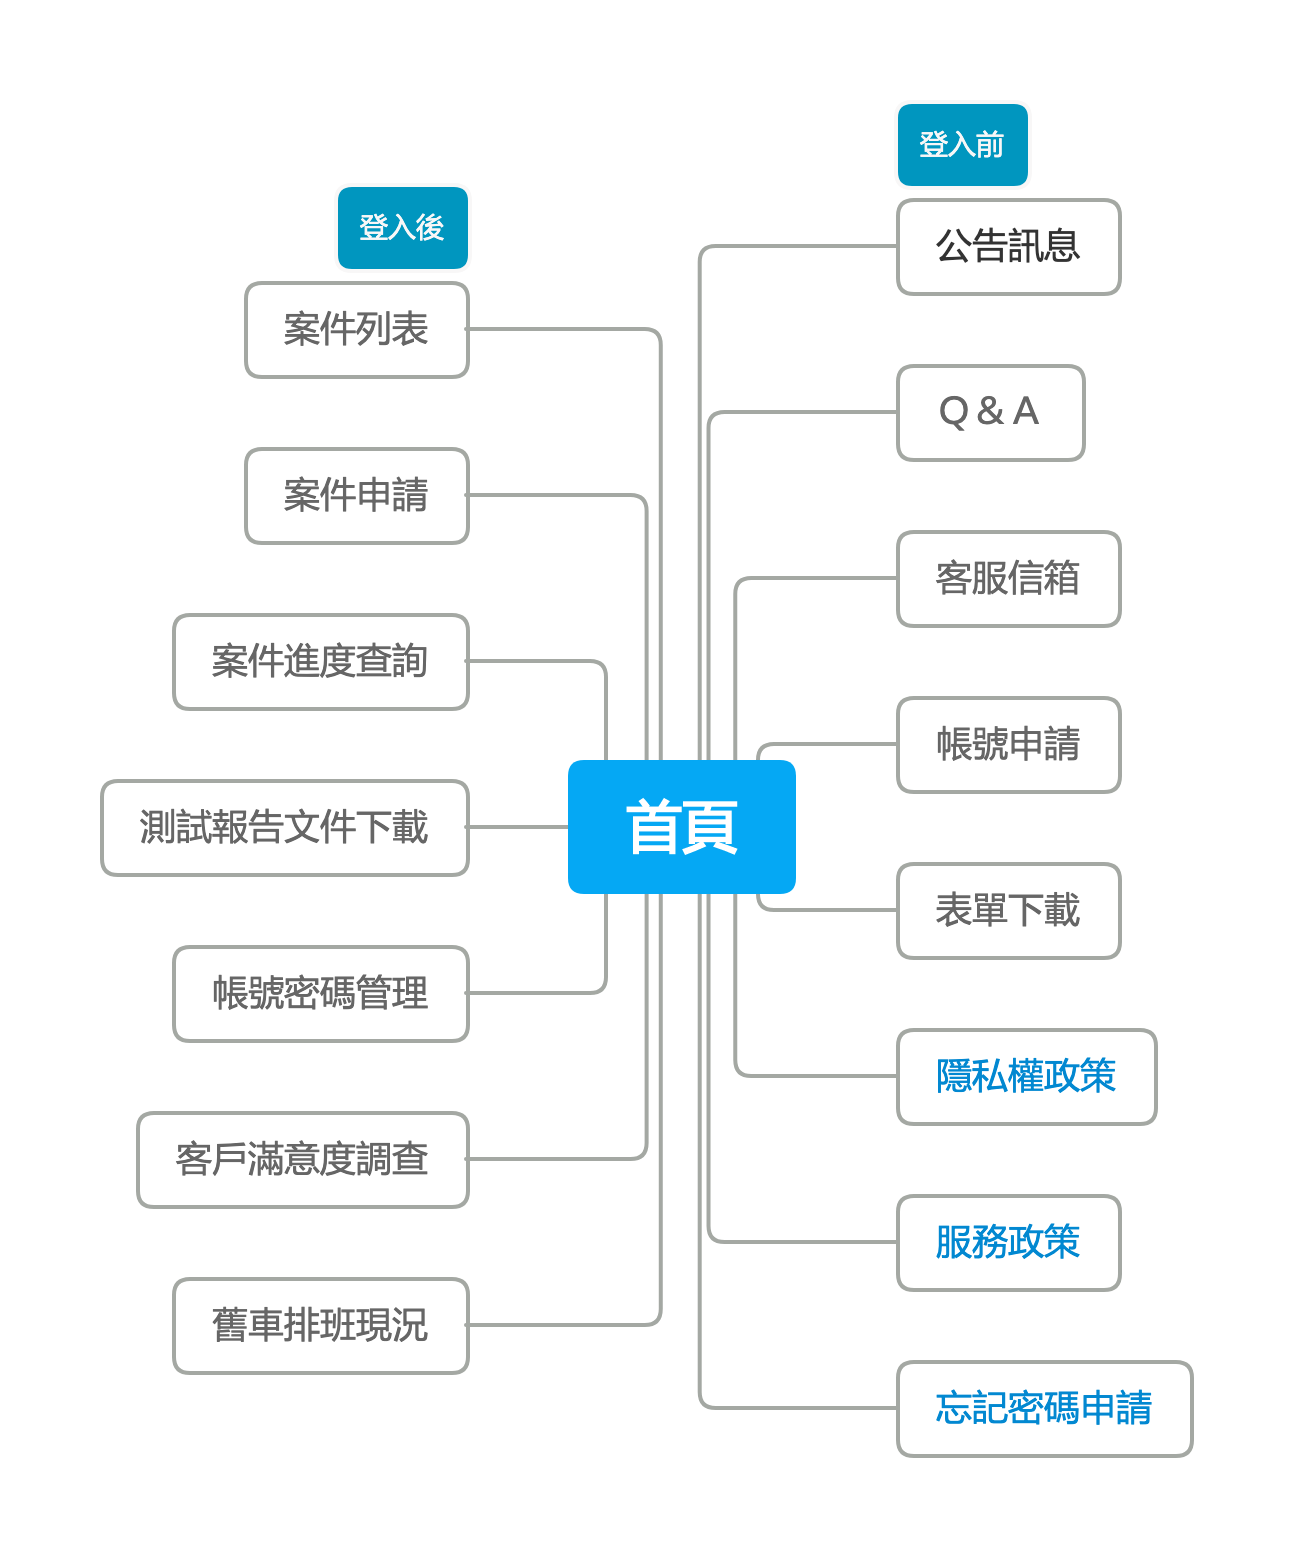 登入後
案件列表
案件申請
案件進度查詢
測試報告文件下載
帳號密碼管理
客戶滿意度調查
舊車排班現況
首頁
登入前
公告訊息
Q & A
客服信箱
帳號申請
表單下載
隱私權政策
服務政策
忘記密碼申請